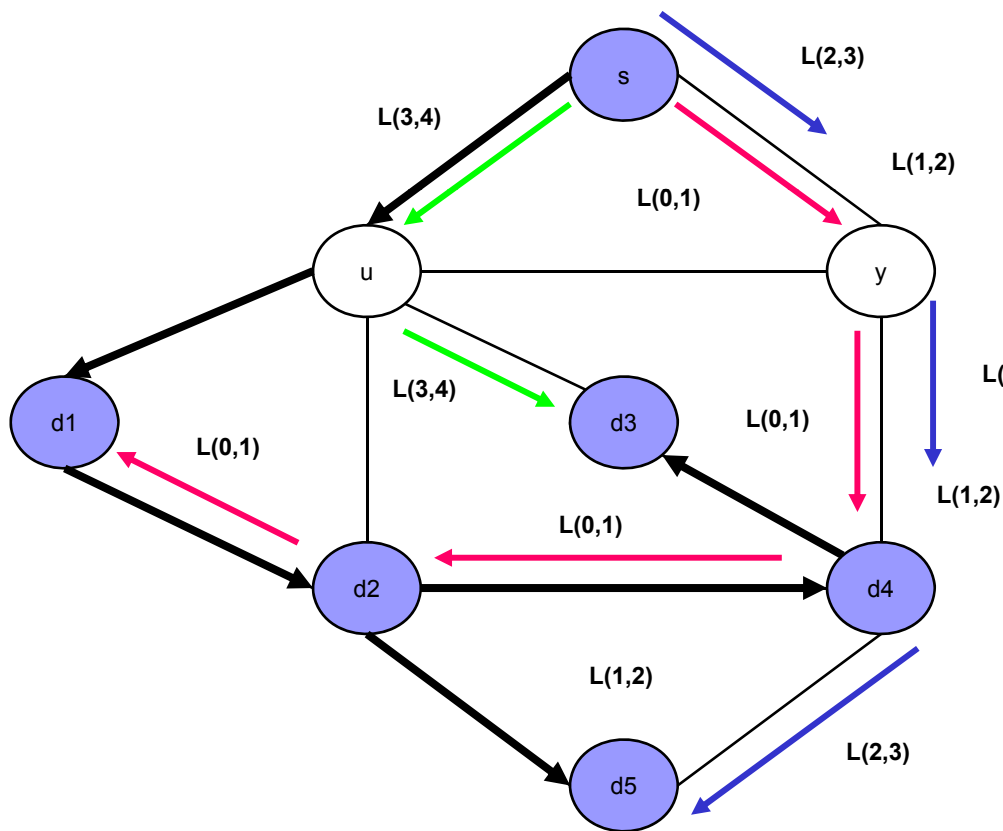 s
L(2,3)
L(3,4)
L(1,2)
L(0,1)
u
y
L(3,4)
L(
d1
d3
L(0,1)
L(0,1)
L(1,2)
L(0,1)
d2
d4
L(1,2)
L(2,3)
d5